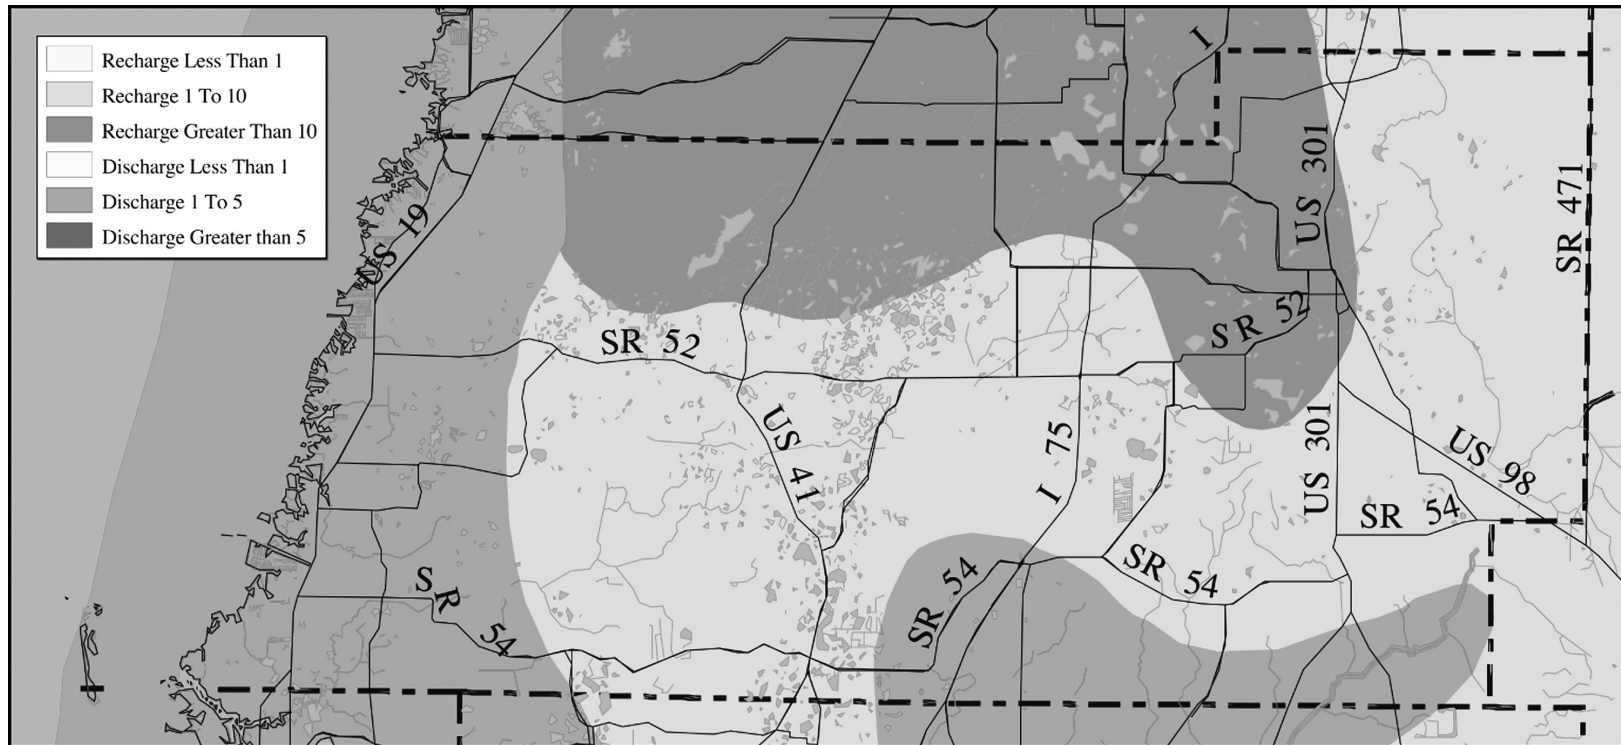 Recharge Less Than 1
Recharge 1 To 10
Recharge Greater Than 10
Discharge Less Than 1
Discharge 1 To 5
Discharge Greater than 5
I
US 301
SR 471
US 19
SR 52
SR 52
US 41
I 75
US 301
US 98
SR 54
SR 54
SR 54
SR 54